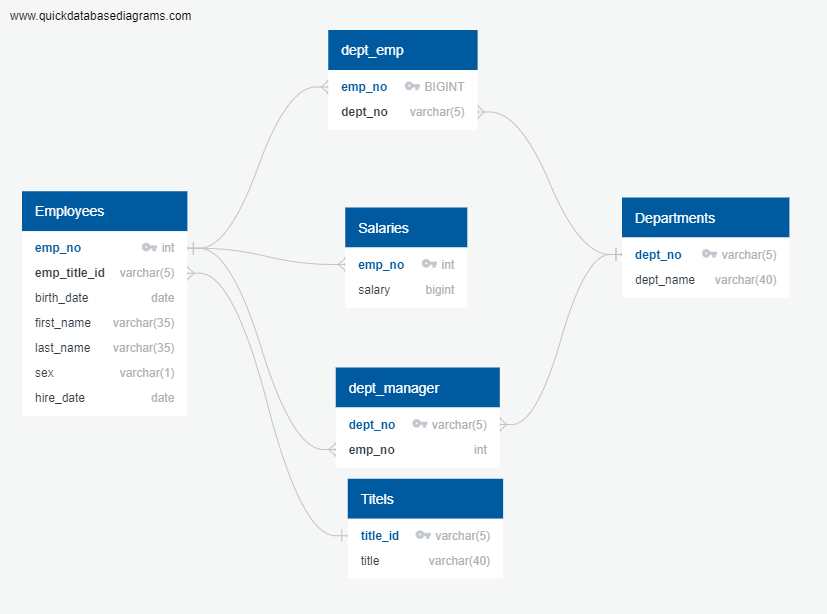 www.quickdatabasediagrams.com
dept_emp
emp_no BIGINT
dept_no varchar(5)
Employees
emp_no int
emp_title_id varchar(5)
birth_date date
first_name varchar(35)
last_name varchar(35)
sex varchar(1)
hire_date date
Salaries
emp_no int
salary bigint
Departments
dept_no varchar(5)
dept_name varchar(40)
dept_manager
dept_no varchar(5)
emp_no int
Titels
title_id varchar(5)
title varchar(40)